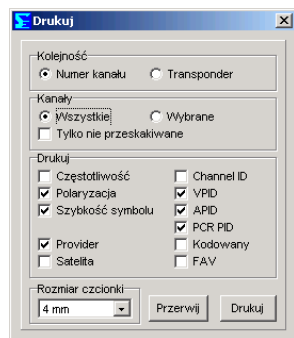 Drukuj
Kolejność
Numer kanału Transponder
Kanały
Wszystkie Wybrane
Tylko nie przeskakiwane
Drukuj
Częstotliwość Channel ID
Polaryzacja VPID
Szybkość symbolu APID
PCR PID
Provider Kodowany
Satelita FAV
Rozmiar czcionki
4 mm Przerwij Drukuj